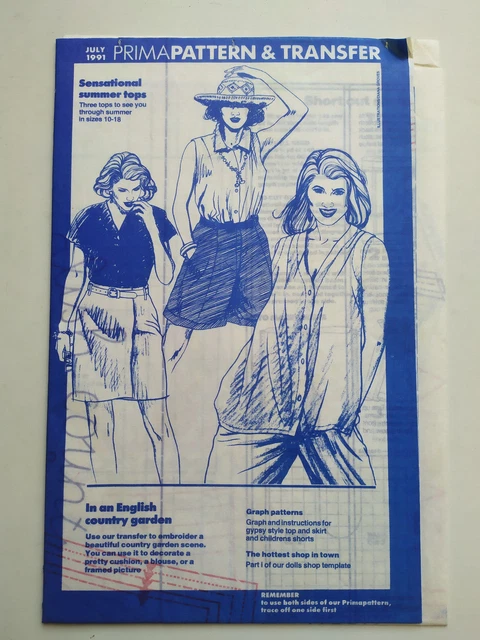 JULY
1991 PRIMAPATTERN & TRANSFER
Sensational
summer tops
Three tops to see you
through summer
in sizes 10-18
In an English
country garden
Use our transfer to embroider a
beautiful country garden scene.
You can use it to decorate a
pretty cushion, a blouse, or a
framed picture
Graph patterns
Graph and instructions for
gypsy style top and skirt
and childrens shorts
The hottest shop in town
Part I of our dolls shop template
REMEMBER
to use both sides of our Primapattern,
trace off one side first